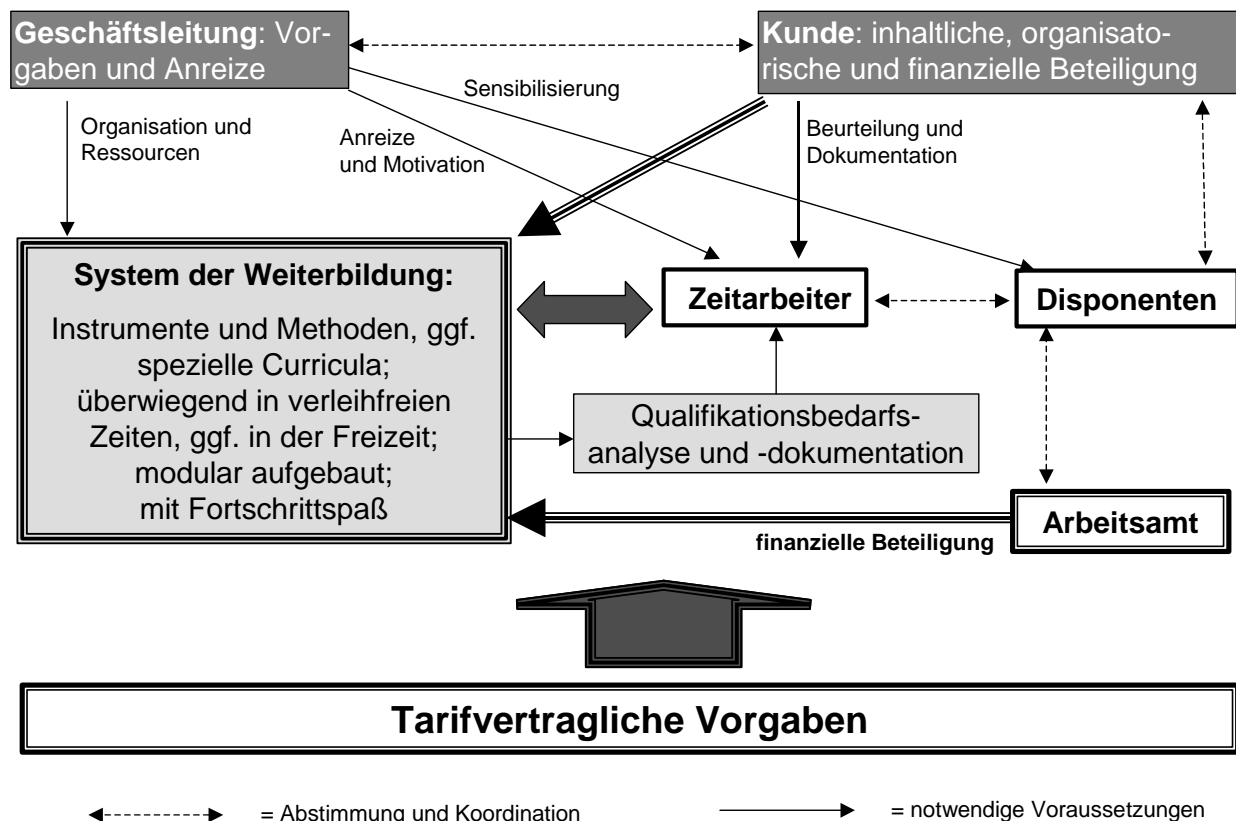 Geschäftsleitung: Vor-
gaben und Anreize
Kunde: inhaltliche, organisato-
rische und finanzielle Beteiligung
Sensibilisierung
Organisation und
Ressourcen
Anreize
und Motivation
Beurteilung und
Dokumentation
System der Weiterbildung:
Instrumente und Methoden, ggf.
spezielle Curricula;
überwiegend in verleihfreien
Zeiten, ggf. in der Freizeit;
modular aufgebaut;
mit Fortschrittspaß
Zeitarbeiter
Disponenten
Qualifikationsbedarfs-
analyse und -dokumentation
Arbeitsamt
finanzielle Beteiligung
Tarifvertragliche Vorgaben
= Abstimmung und Koordination
= notwendige Voraussetzungen